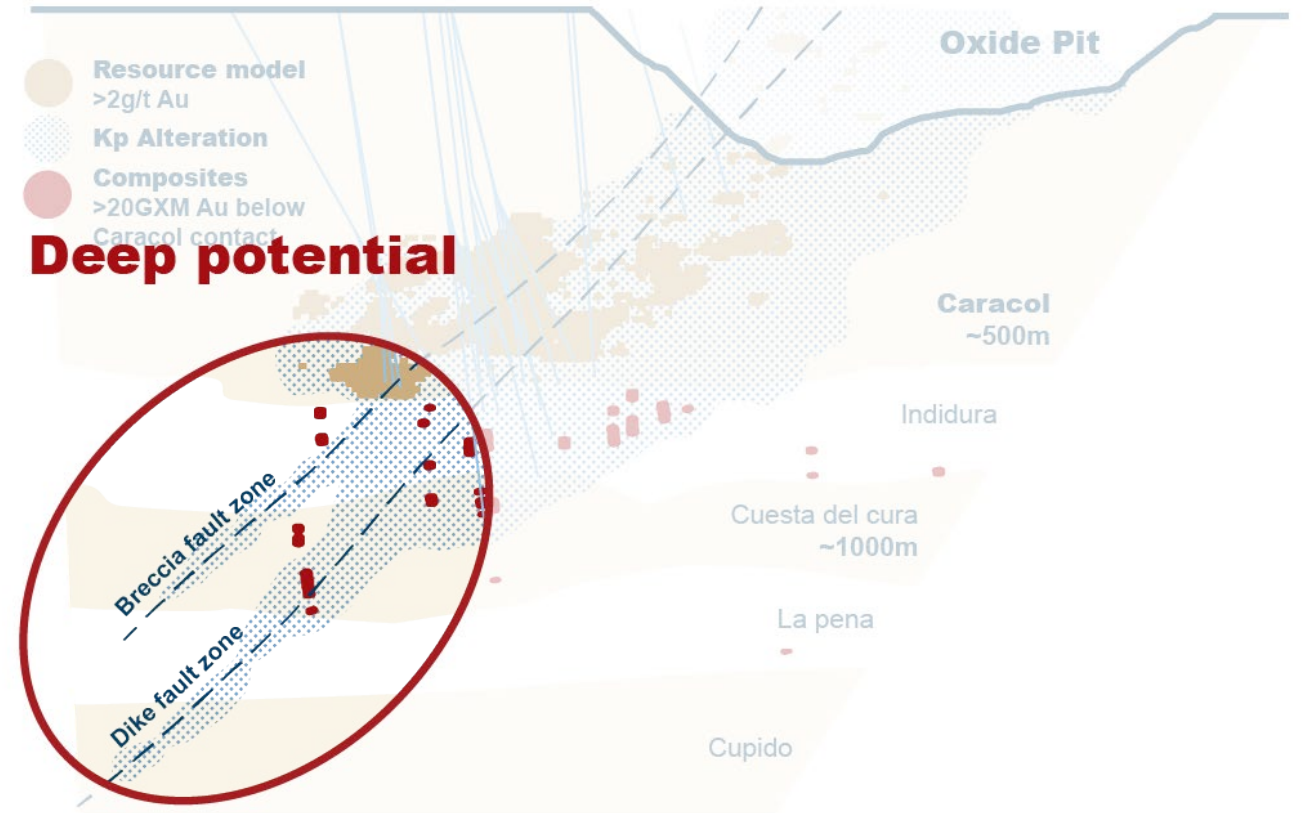 Oxide Pit
Resource model
>2g/t Au
Kp Alteration
Composites
>20GXM Au below
Caracol contact
Deep potential
Caracol
~500m
Indidura
Breccia fault zone
Cuesta del cura
~1000m
La pena
Dike fault zone
Cupido